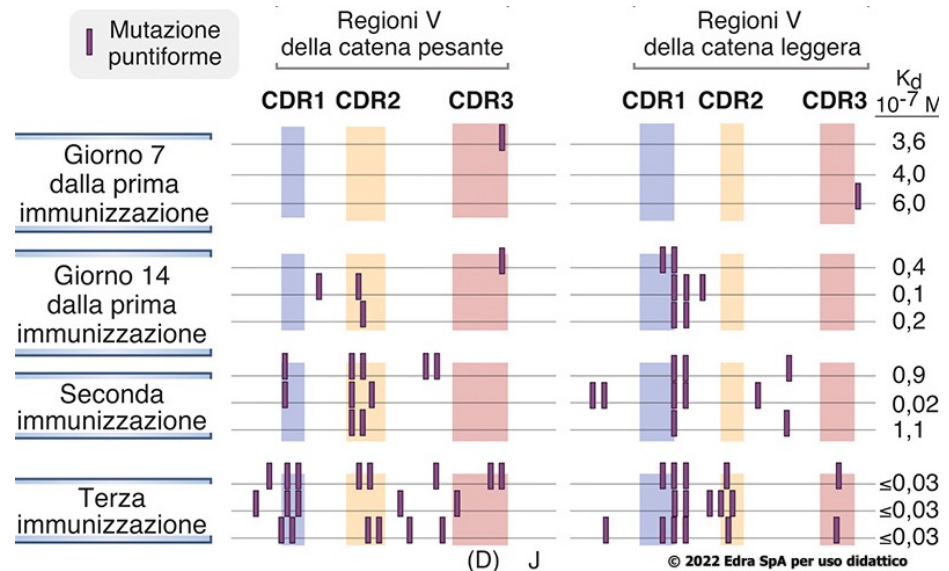 Mutazione
puntiforme
Regioni V
della catena pesante
Regioni V
della catena leggera
CDR1 CDR2 CDR3
CDR1 CDR2 CDR3
Kd
10-7 M
Giorno 7
dalla prima
immunizzazione
3,6
4,0
6,0
Giorno 14
dalla prima
immunizzazione
0,4
0,1
0,2
Seconda
immunizzazione
0,9
0,02
1,1
Terza
immunizzazione
≤0,03
≤0,03
≤0,03
(D) J
© 2022 Edra SpA per uso didattico